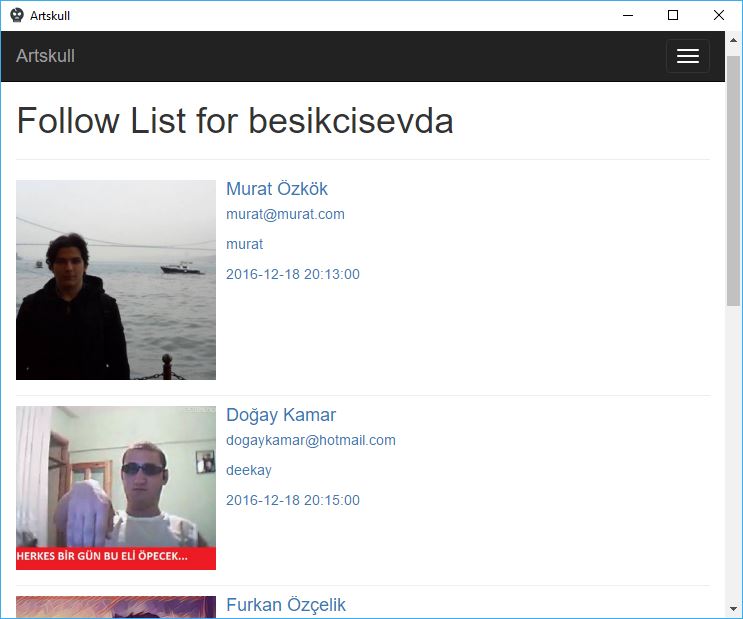 Artskull
Artskull
Follow List for besikcisevda
Murat Özkök
murat@murat.com
murat
2016-12-18 20:13:00
Doğay Kamar
dogaykamar@hotmail.com
deekay
2016-12-18 20:15:00
HERKES BİR GÜN BU ELİ ÖPECEK...
Furkan Özçelik